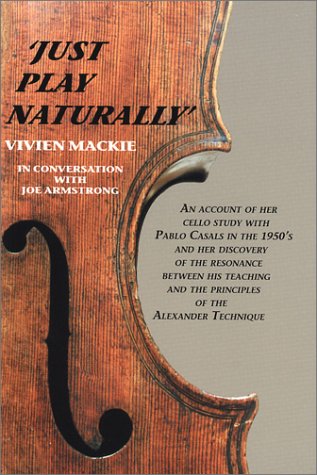 'JUST
PLAY
NATURALLY'
VIVIEN MACKIE
IN CONVERSATION
WITH
JOE ARMSTRONG
AN ACCOUNT OF HER
CELLO STUDY WITH
PABLO CASALS IN THE 1950'S
AND HER DISCOVERY
OF THE RESONANCE
BETWEEN HIS TEACHING
AND THE PRINCIPLES
OF THE
ALEXANDER TECHNIQUE